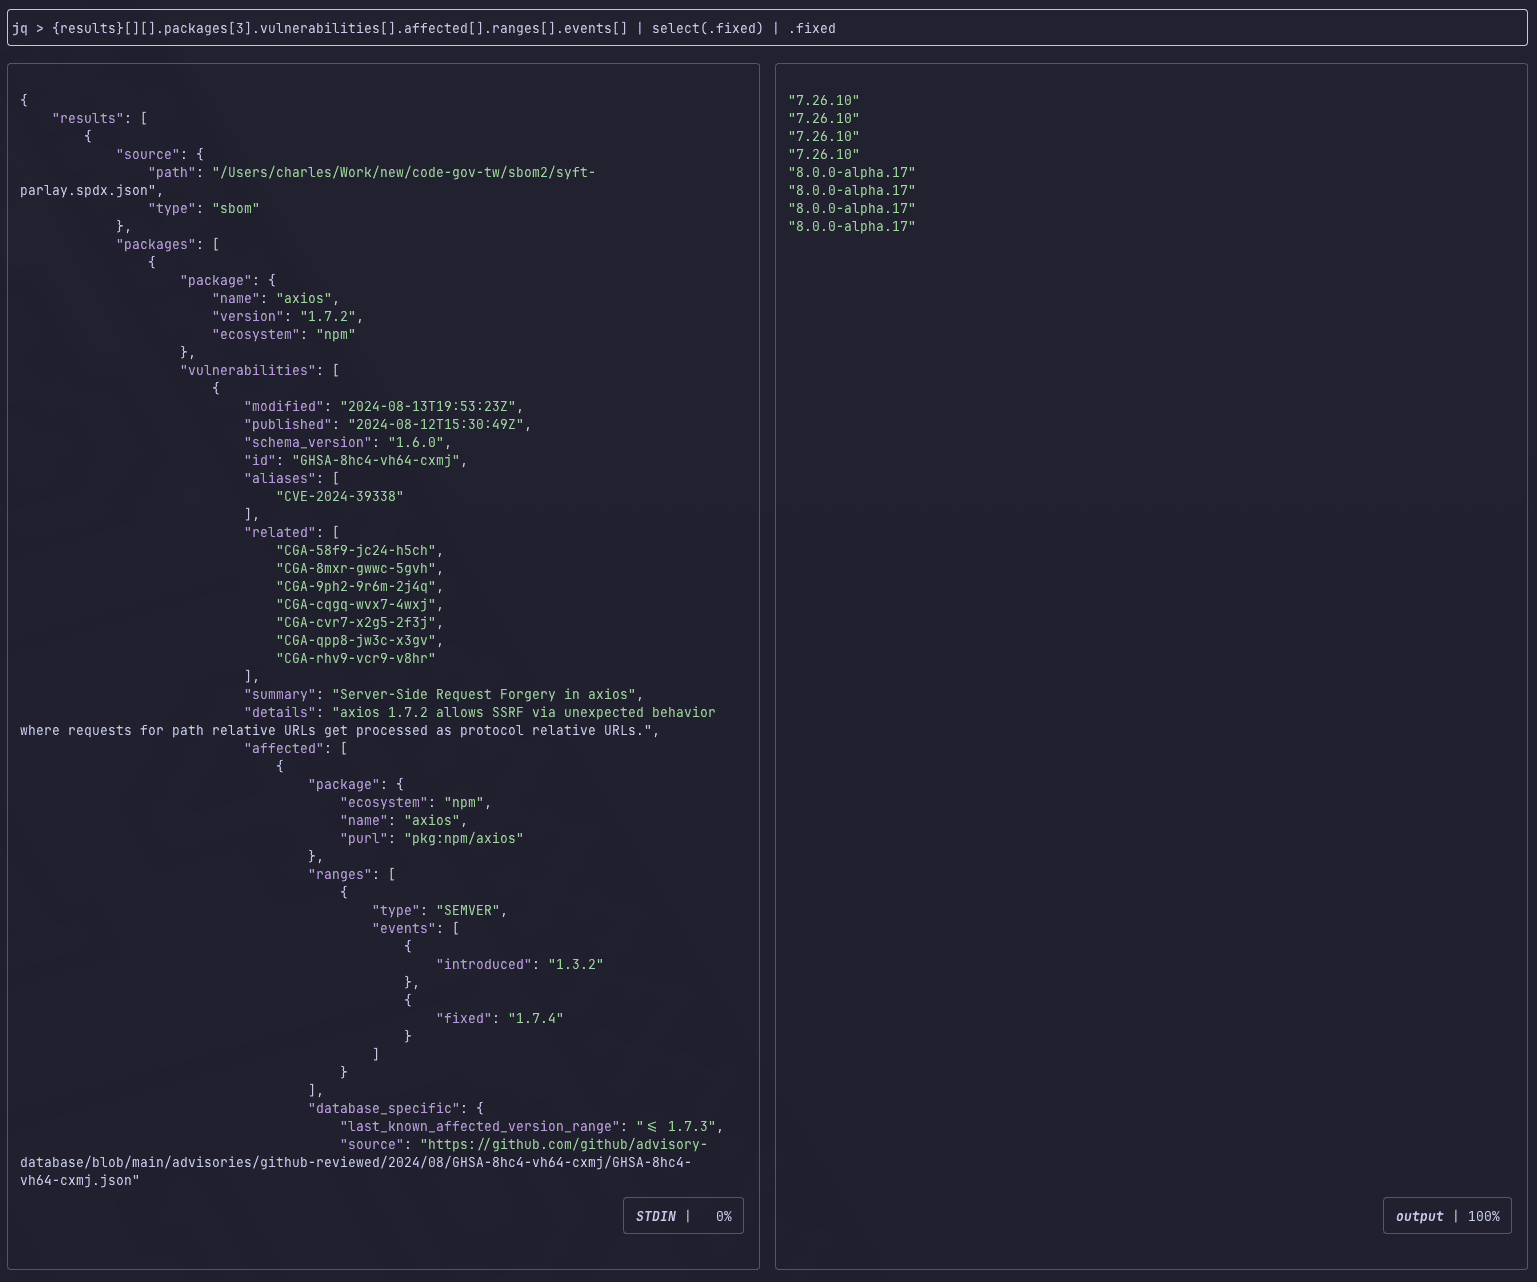 jq > {results}[][].packages[3].vulnerabilities[].affected[].ranges[].events[] | select(.fixed) | .fixed
{
    "results": [
        {
            "source": {
                "path": "/Users/charles/Work/new/code-gov-tw/sbom2/syft-
parlay.spdx.json",
                "type": "sbom"
            },
            "packages": [
                {
                    "package": {
                        "name": "axios",
                        "version": "1.7.2",
                        "ecosystem": "npm"
                    },
                    "vulnerabilities": [
                        {
                            "modified": "2024-08-13T19:53:23Z",
                            "published": "2024-08-12T15:30:49Z",
                            "schema_version": "1.6.0",
                            "id": "GHSA-8hc4-vh64-cxmj",
                            "aliases": [
                                "CVE-2024-39338"
                            ],
                            "related": [
                                "CGA-58f9-jc24-h5ch",
                                "CGA-8mxr-gwwc-5gvh",
                                "CGA-9ph2-9r6m-2j4q",
                                "CGA-cqgq-wvx7-4wxj",
                                "CGA-cvr7-x2g5-2f3j",
                                "CGA-qpp8-jw3c-x3gv",
                                "CGA-rhv9-vcr9-v8hr"
                            ],
                            "summary": "Server-Side Request Forgery in axios",
                            "details": "axios 1.7.2 allows SSRF via unexpected behavior
where requests for path relative URLs get processed as protocol relative URLs.",
                            "affected": [
                                {
                                    "package": {
                                        "ecosystem": "npm",
                                        "name": "axios",
                                        "purl": "pkg:npm/axios"
                                    },
                                    "ranges": [
                                        {
                                            "type": "SEMVER",
                                            "events": [
                                                {
                                                    "introduced": "1.3.2"
                                                },
                                                {
                                                    "fixed": "1.7.4"
                                                }
                                            ]
                                        }
                                    ],
                                    "database_specific": {
                                        "last_known_affected_version_range": "<= 1.7.3",
                                        "source": "https://github.com/github/advisory-
database/blob/main/advisories/github-reviewed/2024/08/GHSA-8hc4-vh64-cxmj/GHSA-8hc4-
vh64-cxmj.json"
STDIN |   0%
"7.26.10"
"7.26.10"
"7.26.10"
"7.26.10"
"8.0.0-alpha.17"
"8.0.0-alpha.17"
"8.0.0-alpha.17"
"8.0.0-alpha.17"
output | 100%